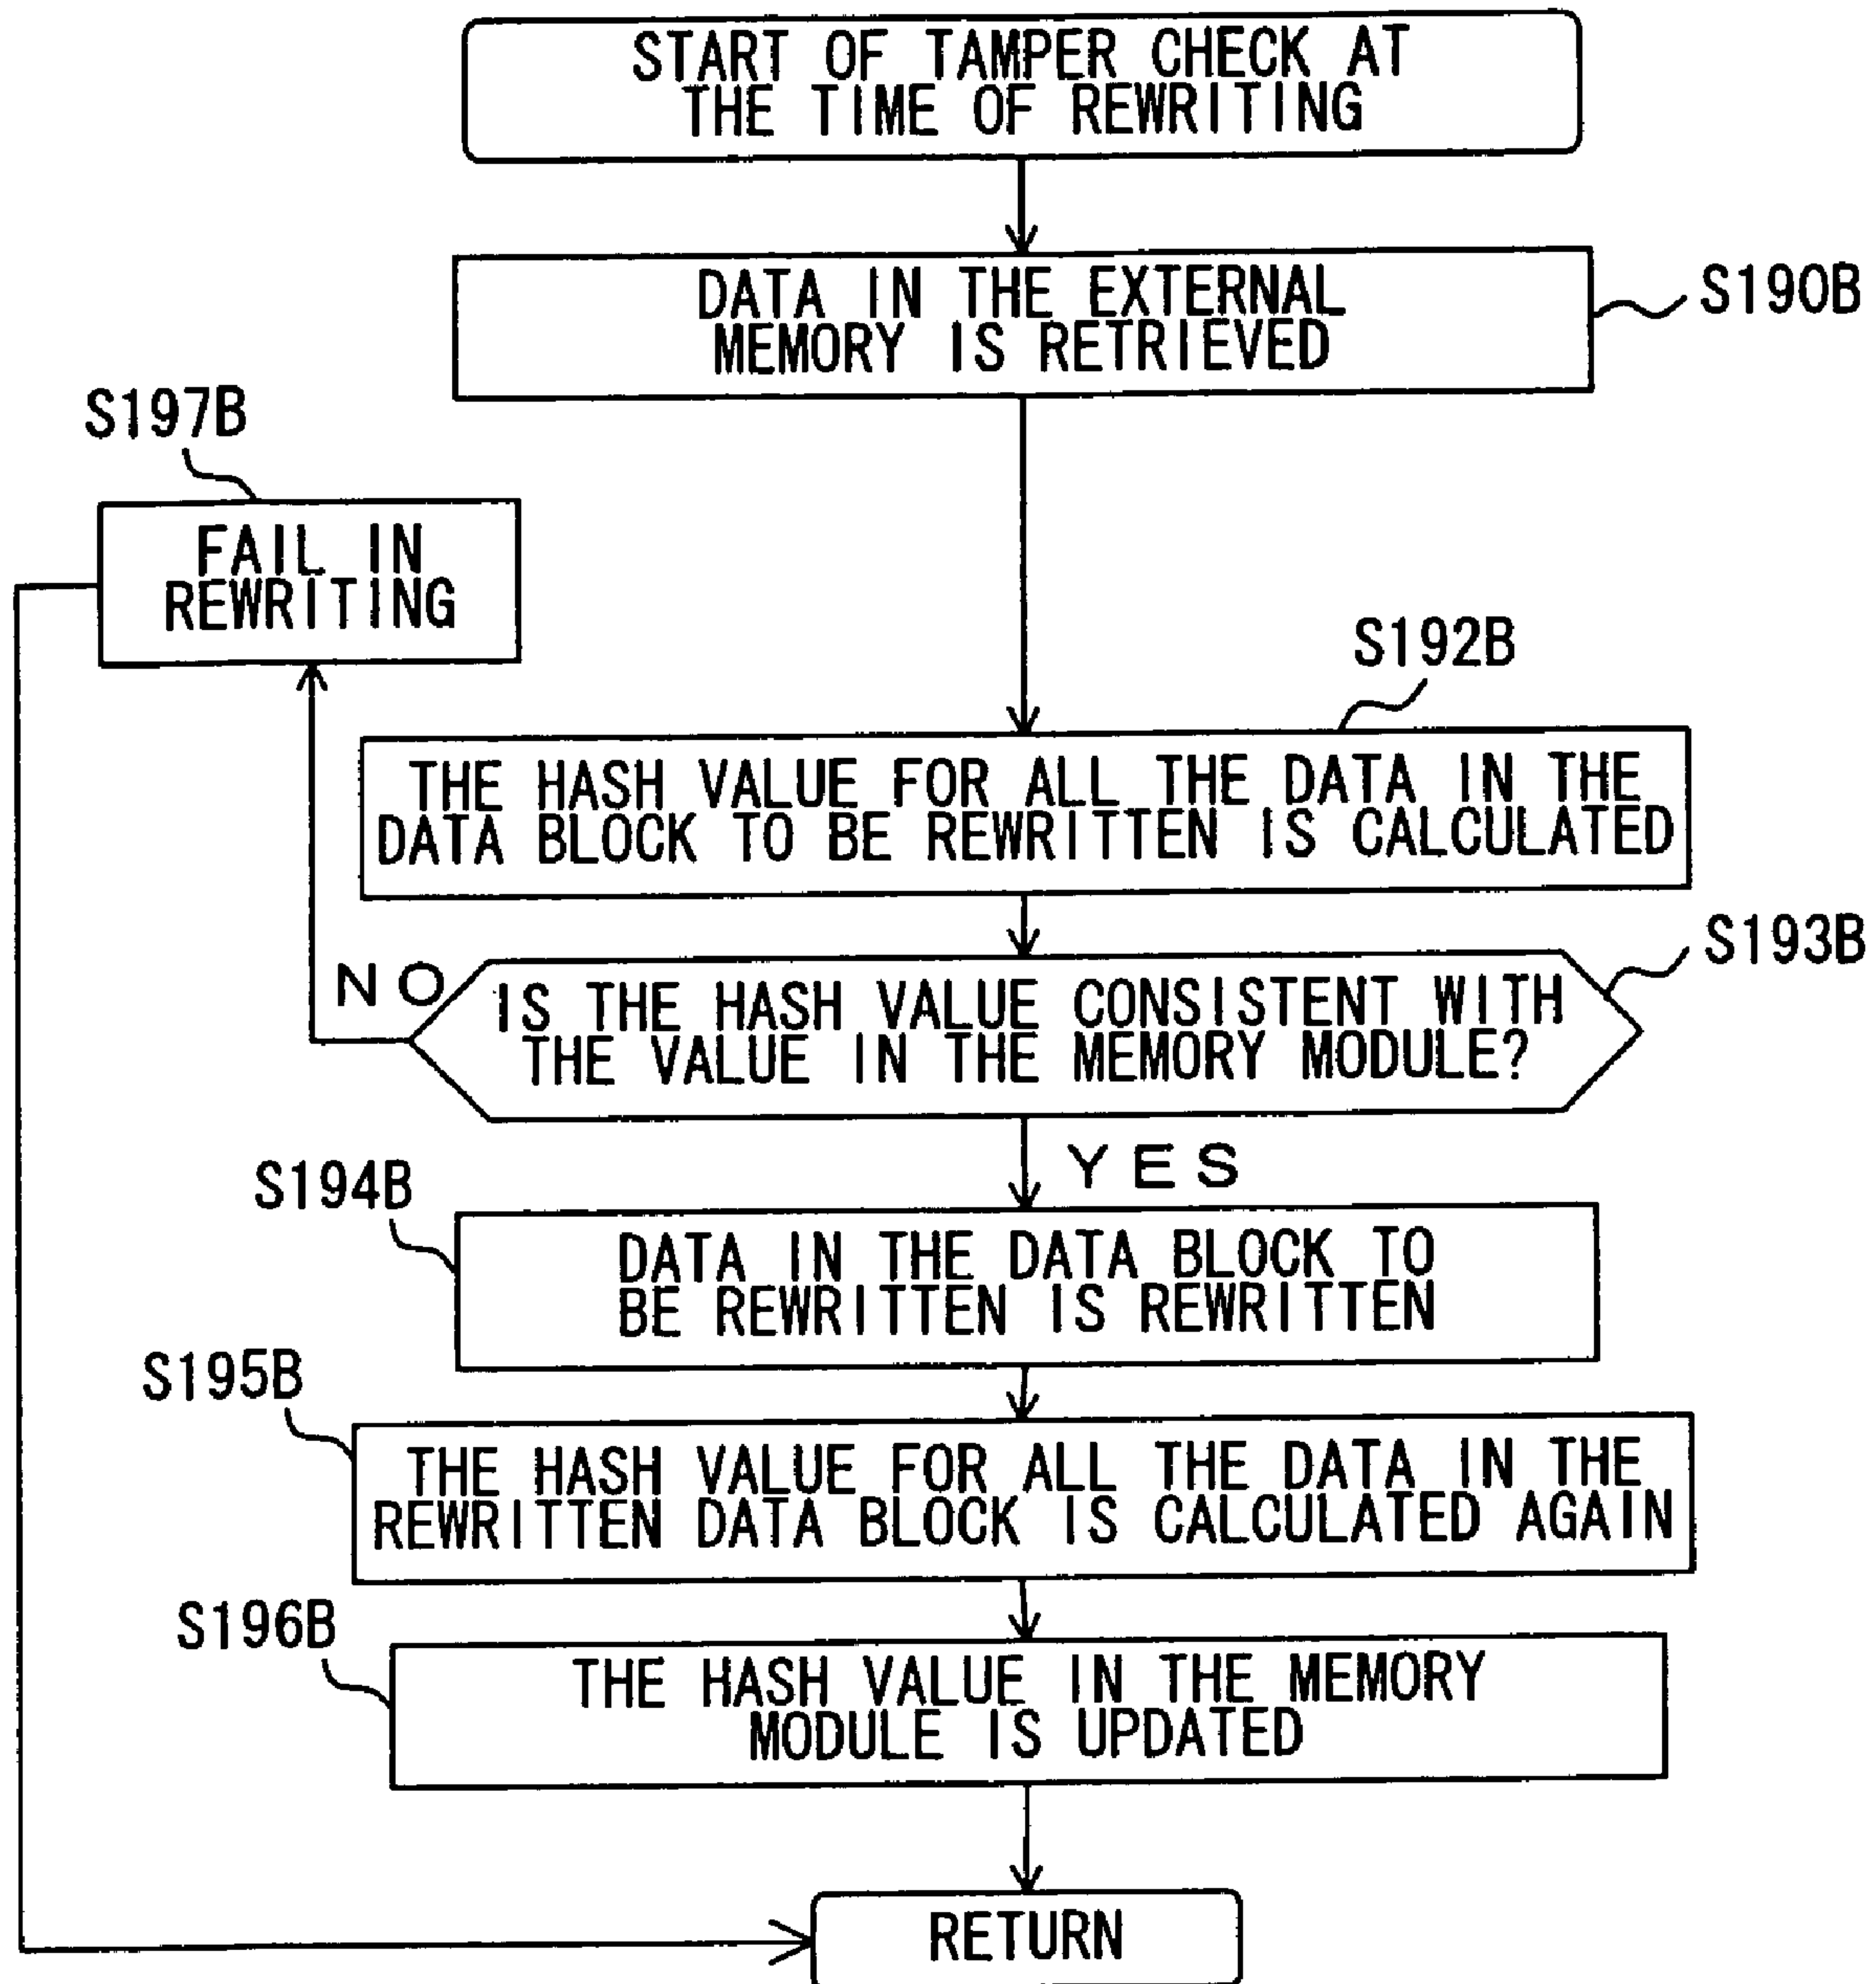 START OF TAMPER CHECK AT
THE TIME OF REWRITING
DATA IN THE EXTERNAL
MEMORY IS RETRIEVED
S190B
S197B
FAIL IN
REWRITING
S192B
THE HASH VALUE FOR ALL THE DATA IN THE
DATA BLOCK TO BE REWRITTEN IS CALCULATED
S193B
NO
IS THE HASH VALUE CONSISTENT WITH
THE VALUE IN THE MEMORY MODULE?
YES
S194B
DATA IN THE DATA BLOCK TO
BE REWRITTEN IS REWRITTEN
S195B
THE HASH VALUE FOR ALL THE DATA IN THE
REWRITTEN DATA BLOCK IS CALCULATED AGAIN
S196B
THE HASH VALUE IN THE MEMORY
MODULE IS UPDATED
RETURN